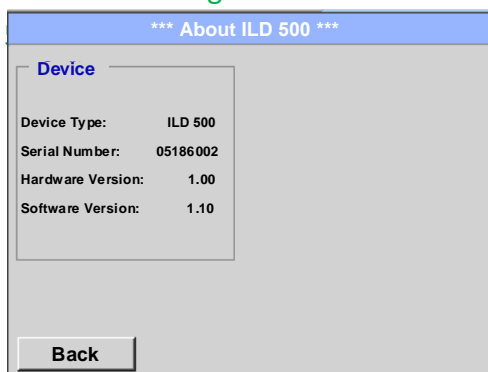 *** About ILD 500 ***
Device
Device Type: ILD 500
Serial Number: 05186002
Hardware Version: 1.00
Software Version: 1.10
Back